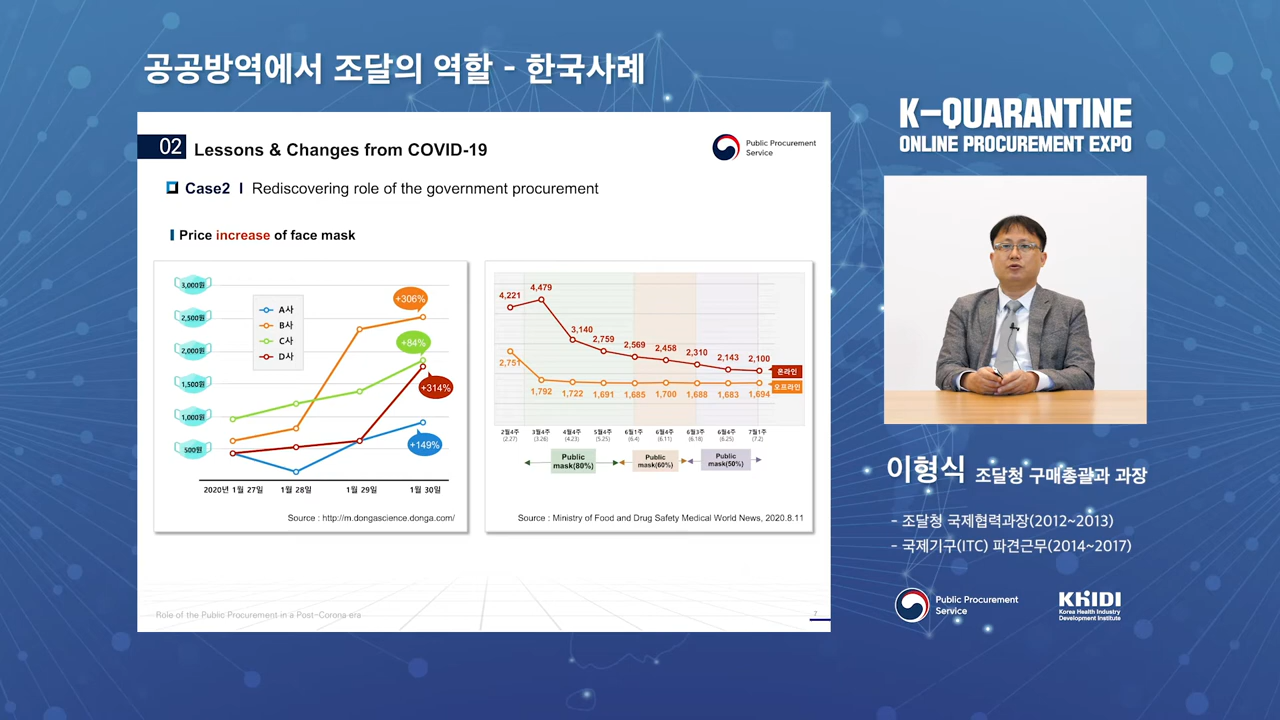 공공방역에서 조달의 역할 - 한국사례
02 Lessons & Changes from COVID-19
Public Procurement
Service
Case2 I Rediscovering role of the government procurement
Price increase of face mask
3,000원
2,500원
2,000원
1,500원
1,000원
500원
A사
B사
C사
D사
+306%
+84%
+314%
+149%
2020년 1월 27일 1월 28일 1월 29일 1월 30일
Source : http://m.dongascience.donga.com/
4,221 4,479 3,140 2,759 2,569 2,458 2,310 2,143 2,100
온라인
오프라인
2,751 1,792 1,722 1,691 1,685 1,700 1,688 1,683 1,694
2월4주 3월4주 4월4주 5월4주 6월1주 6월2주 6월3주 6월4주 7월1주
(2.27) (3.26) (4.23) (5.25) (6.4) (6.11) (6.18) (6.25) (7.2)
Public
mask(80%)
Public
mask(60%)
Public
mask(50%)
Source : Ministry of Food and Drug Safety Medical World News, 2020.8.11
Role of the Public Procurement in a Post-Corona era
7
K-QUARANTINE
ONLINE PROCUREMENT EXPO
이형식 조달청 구매총괄과 과장
- 조달청 국제협력과장(2012~2013)
- 국제기구(ITC) 파견근무(2014~2017)
Public Procurement
Service
KHIDI
Korea Health Industry
Development Institute